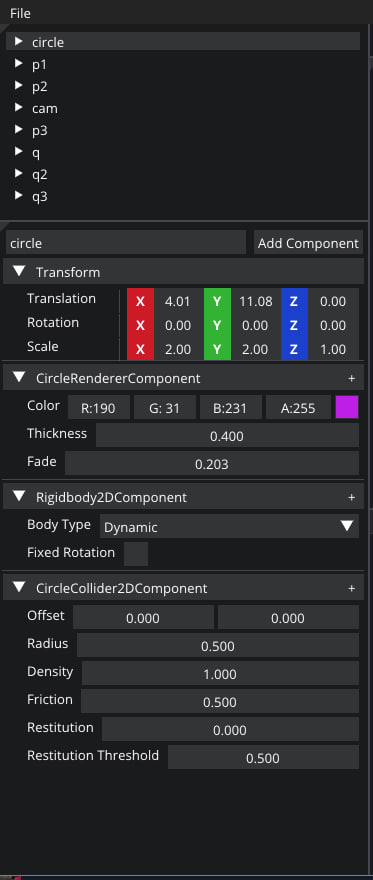 File
circle
p1
p2
cam
p3
q
q2
q3
circle Add Component
Transform
Translation X 4.01 Y 11.08 Z 0.00
Rotation X 0.00 Y 0.00 Z 0.00
Scale X 2.00 Y 2.00 Z 1.00
CircleRendererComponent +
Color R:190 G: 31 B:231 A:255
Thickness 0.400
Fade 0.203
Rigidbody2DComponent +
Body Type Dynamic
Fixed Rotation
CircleCollider2DComponent +
Offset 0.000 0.000
Radius 0.500
Density 1.000
Friction 0.500
Restitution 0.000
Restitution Threshold 0.500